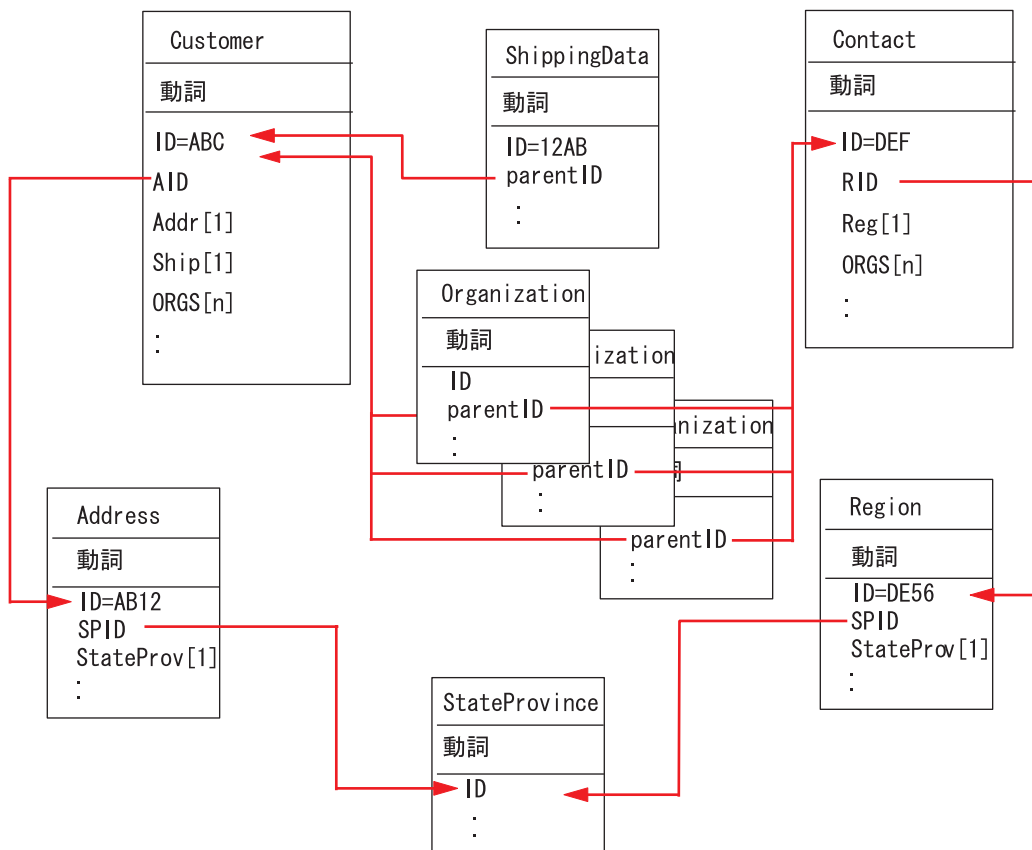 Customer
動詞
ID=ABC
AID
Addr[1]
Ship[1]
ORGS[n]
:
ShippingData
動詞
ID=12AB
parentID
:
Contact
動詞
ID=DEF
RID
Reg[1]
ORGS[n]
:
Organization
動詞
ID
parentID
:
ization
parentID
:
nization
parentID
:
Address
動詞
ID=AB12
SPID
StateProv[1]
:
Region
動詞
ID=DE56
SPID
StateProv[1]
:
StateProvince
動詞
ID
: